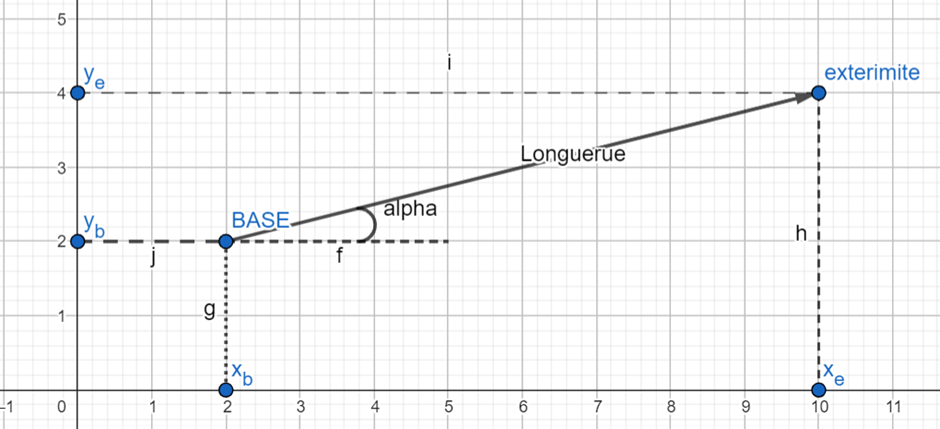 5
i
y_e
exterimite
4
Longuerue
3
alpha
y_b
BASE
2
j
f
h
g
1
x_b
x_e
-1 0 1 2 3 4 5 6 7 8 9 10 11